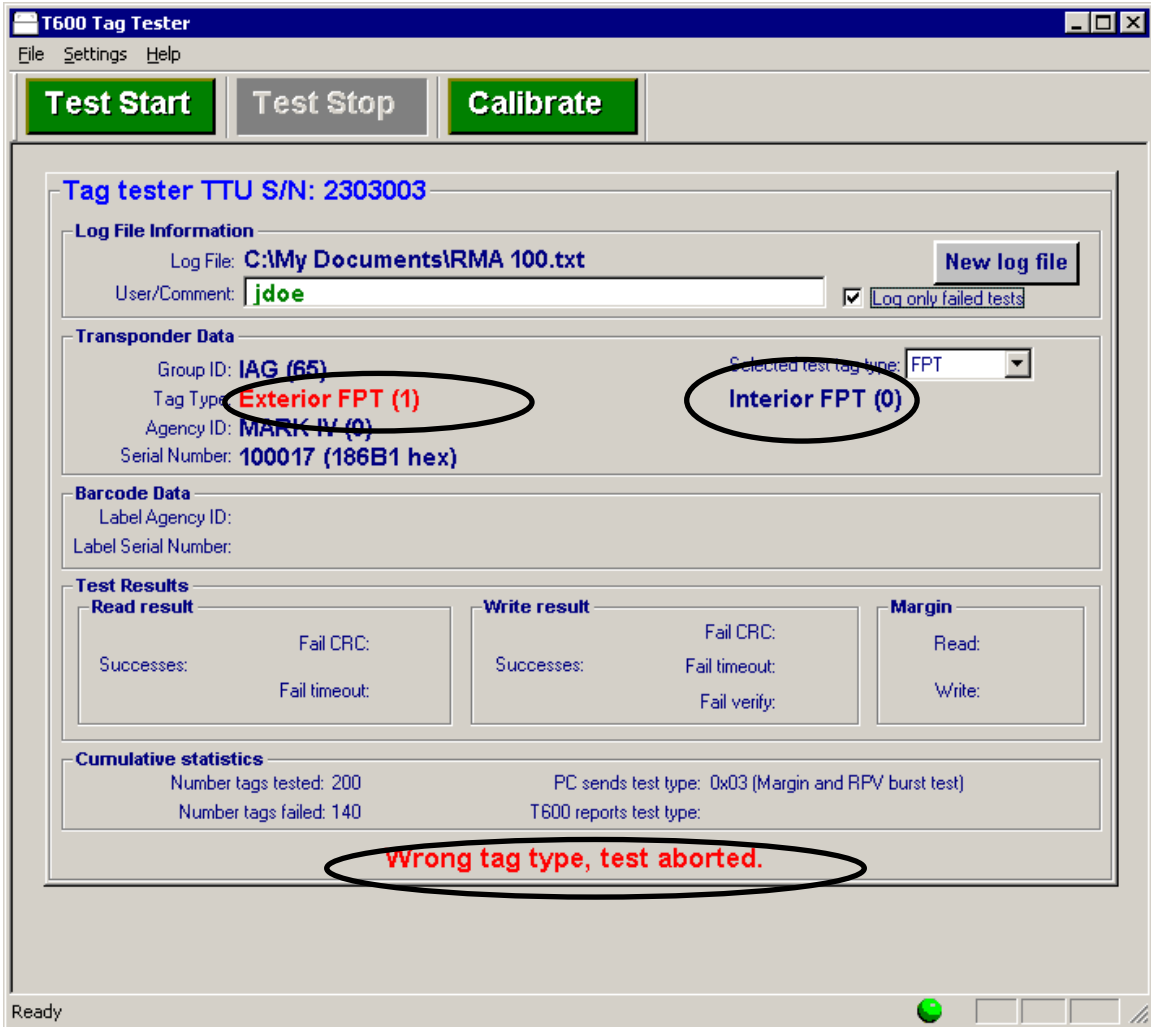 T600 Tag Tester
File Settings Help
Test Start Test Stop Calibrate
Tag tester TTU S/N: 2303003
Log File Information
Log File: C:\My Documents\RMA 100.txt New log file
User/Comment: jdoe Log only failed tests
Transponder Data
Group ID: IAG (65) Selected test tag type: FPT
Tag Type: Exterior FPT (1) Interior FPT (0)
Agency ID: MARK IV (0)
Serial Number: 100017 (186B1 hex)
Barcode Data
Label Agency ID:
Label Serial Number:
Test Results
Read result Write result Margin
Fail CRC: Fail CRC: Read:
Successes: Successes: Fail timeout:
Fail timeout: Fail verify: Write:
Cumulative statistics
Number tags tested: 200 PC sends test type: 0x03 (Margin and RPV burst test)
Number tags failed: 140 T600 reports test type:
Wrong tag type, test aborted.
Ready